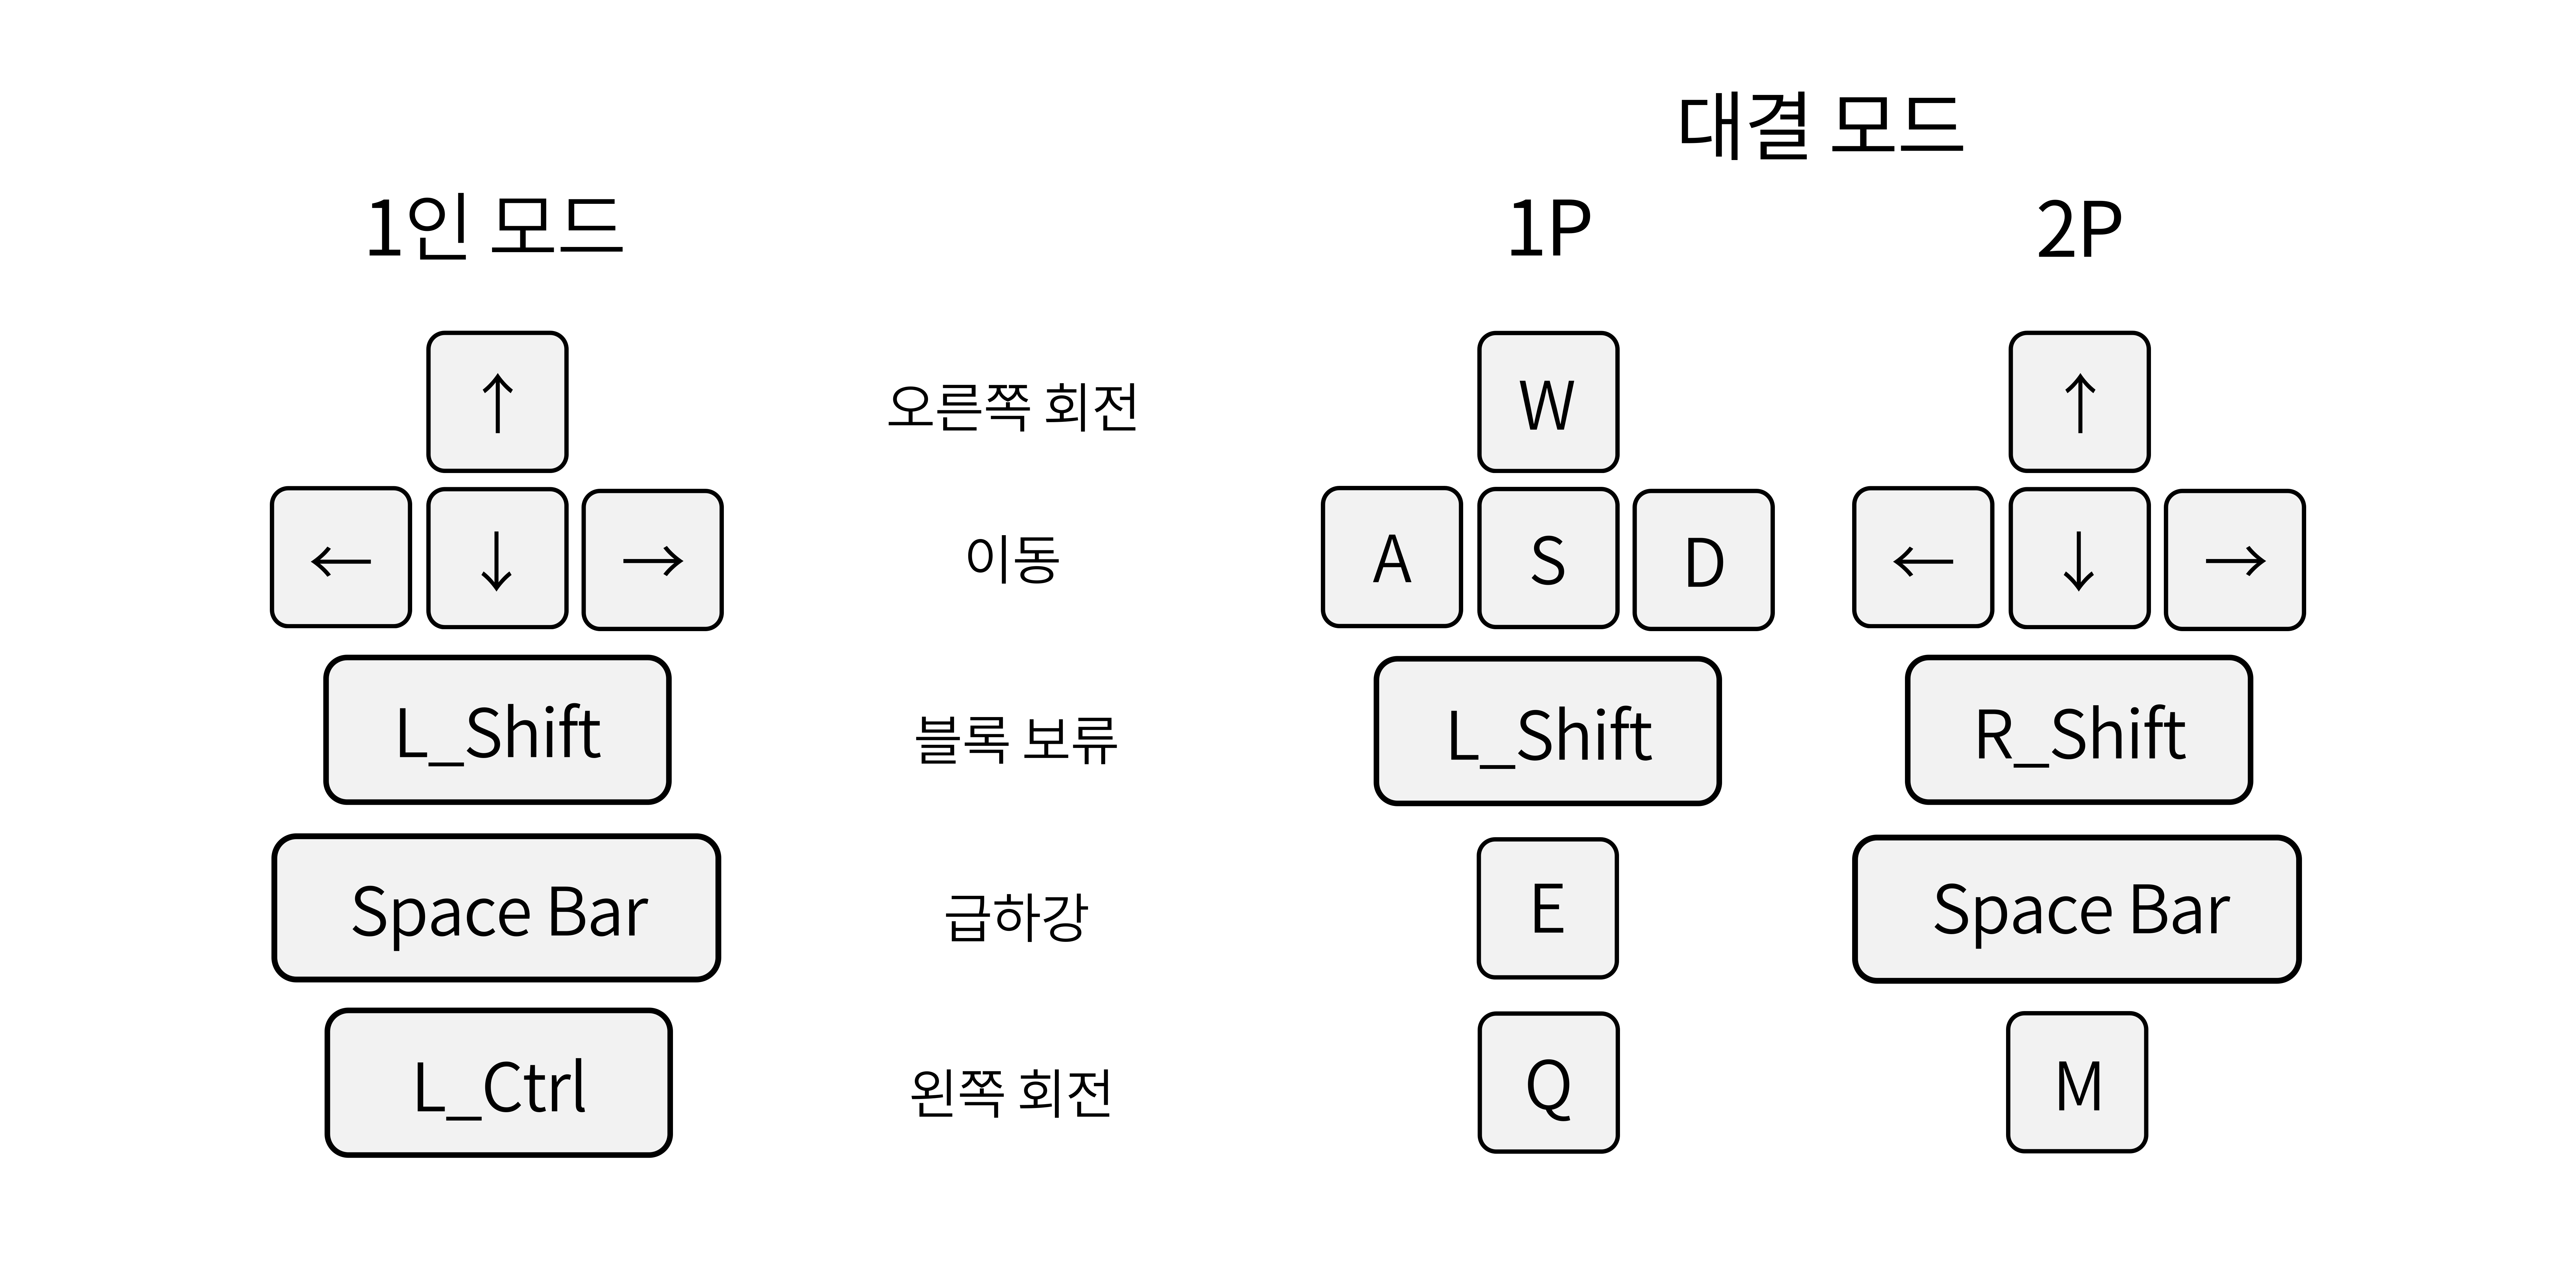 대결 모드
1인 모드
1P 2P
↑ 오른쪽 회전 W ↑
← ↓ → 이동 A S D ← ↓ →
L_Shift 블록 보류 L_Shift R_Shift
Space Bar 급하강 E Space Bar
L_Ctrl 왼쪽 회전 Q M